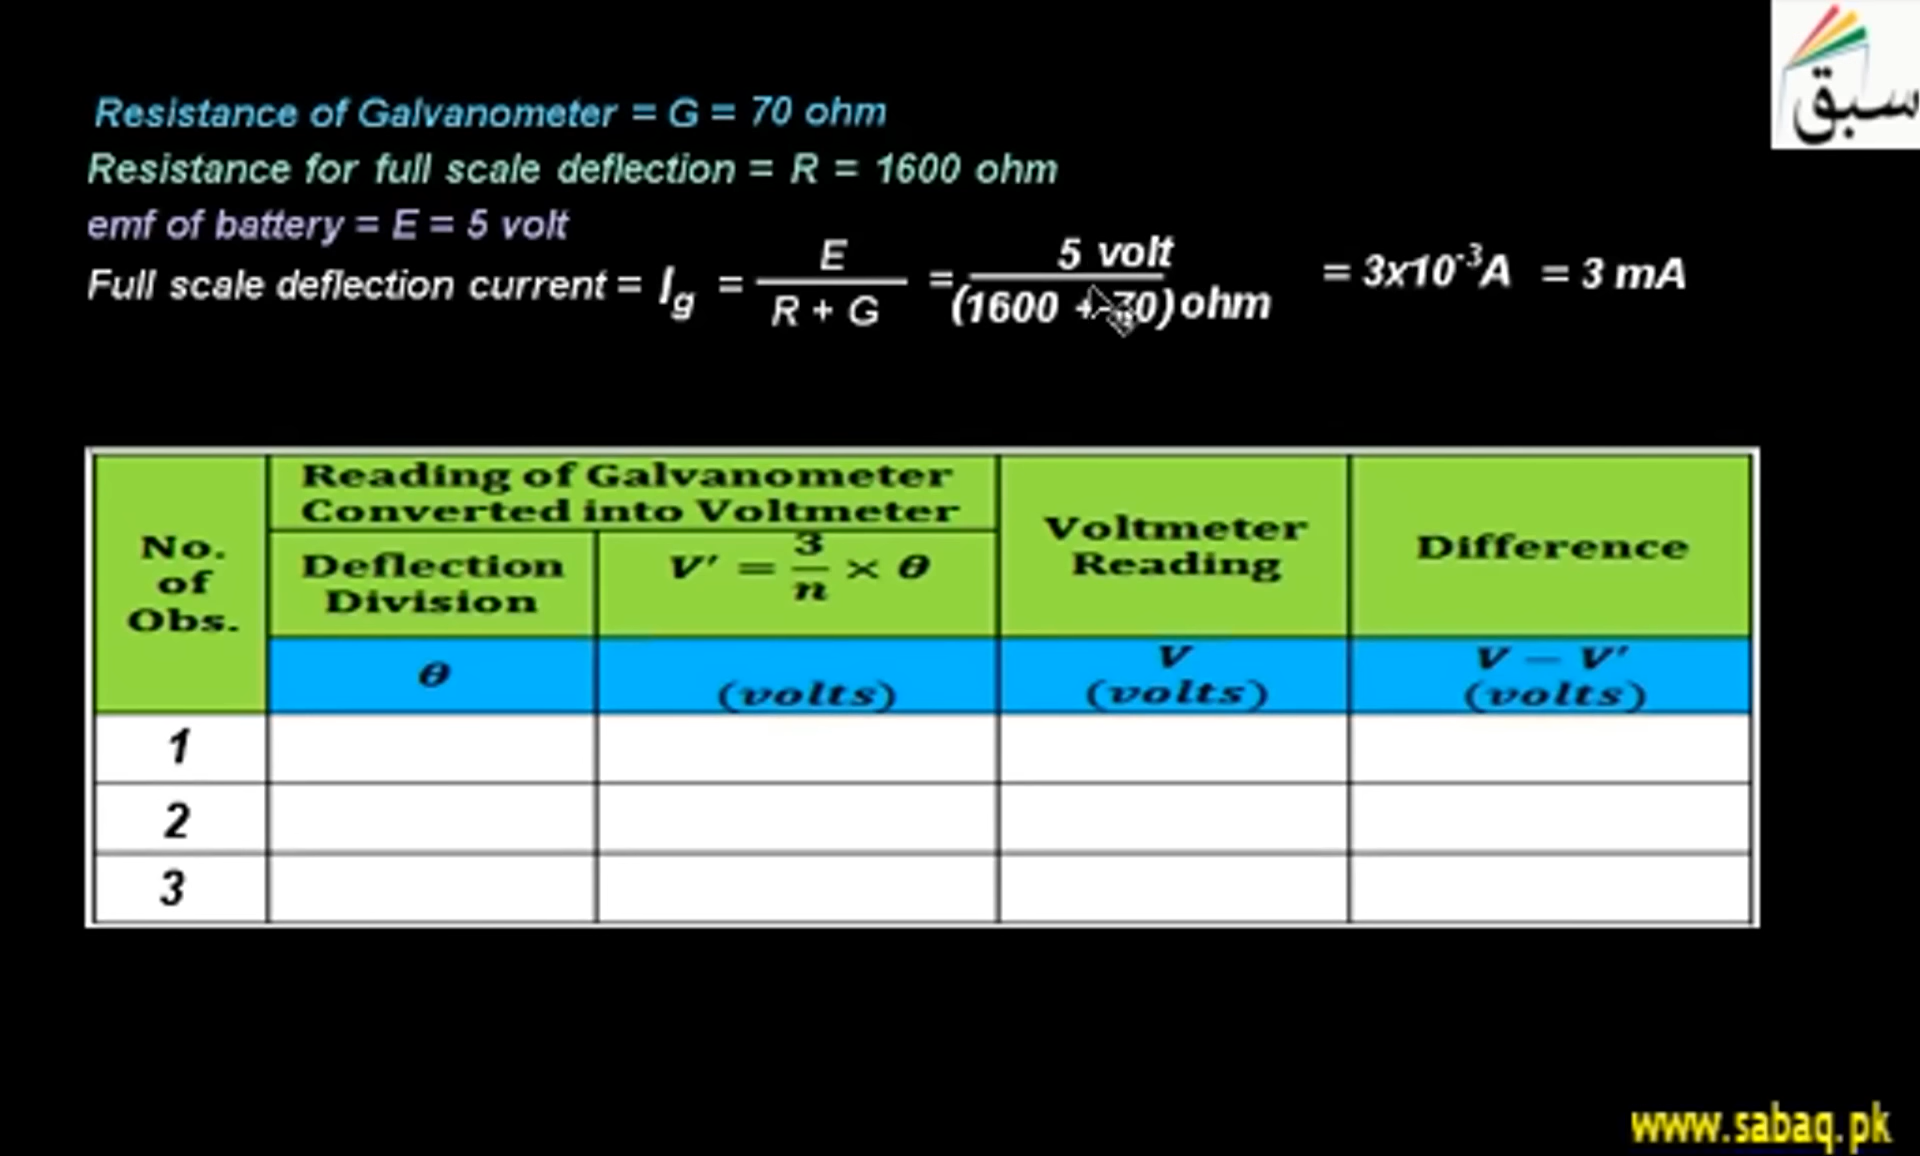 سبق
Resistance of Galvanometer = G = 70 ohm
Resistance for full scale deflection = R = 1600 ohm
emf of battery = E = 5 volt
Full scale deflection current = Ig = E / R + G = 5 volt / (1600 + 70) ohm = 3x10⁻³A = 3 mA
No. of Obs.
Reading of Galvanometer
Converted into Voltmeter
Deflection
Division
V' = 3/n × θ
Voltmeter
Reading
Difference
θ
(volts)
V
(volts)
V – V'
(volts)
1
2
3
www.sabaq.pk